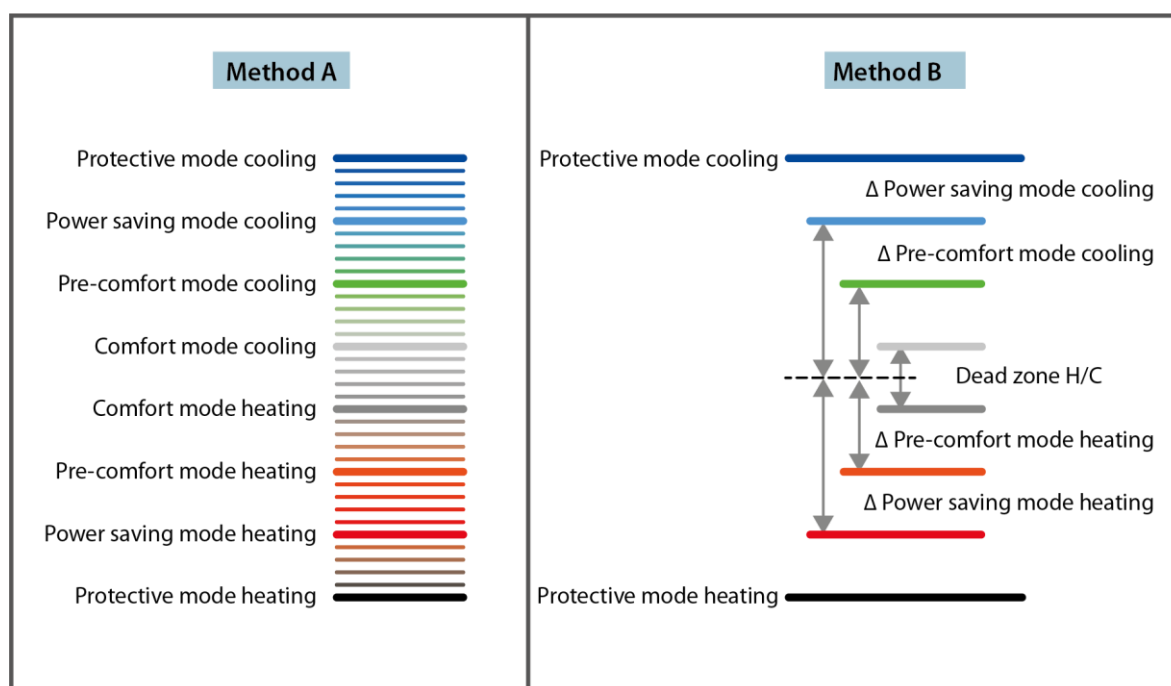 Method A
Protective mode cooling
Power saving mode cooling
Pre-comfort mode cooling
Comfort mode cooling
Comfort mode heating
Pre-comfort mode heating
Power saving mode heating
Protective mode heating
Method B
Protective mode cooling
Δ Power saving mode cooling
Δ Pre-comfort mode cooling
Dead zone H/C
Δ Pre-comfort mode heating
Δ Power saving mode heating
Protective mode heating